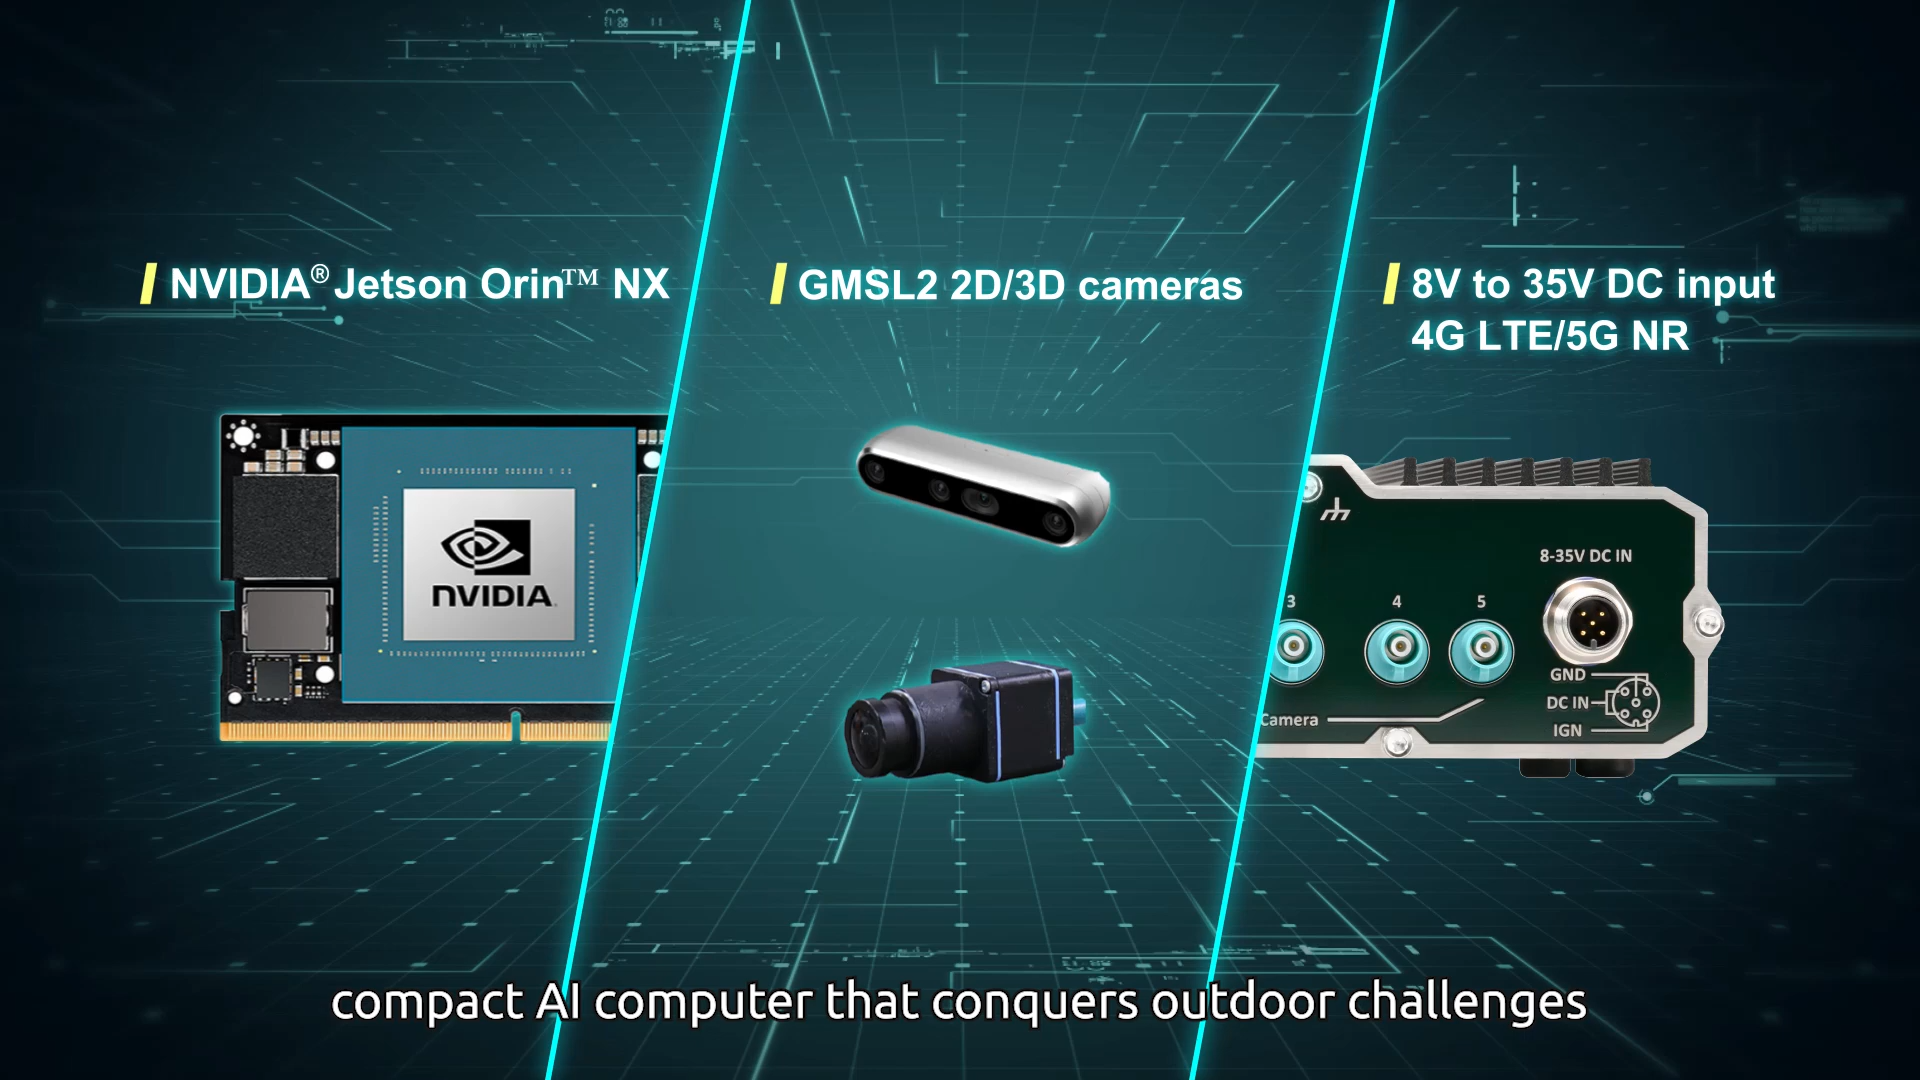 NVIDIA® Jetson Orin™ NX
GMSL2 2D/3D cameras
8V to 35V DC input
4G LTE/5G NR
NVIDIA
8-35V DC IN
3 4 5
GND
DC IN
IGN
Camera
compact AI computer that conquers outdoor challenges